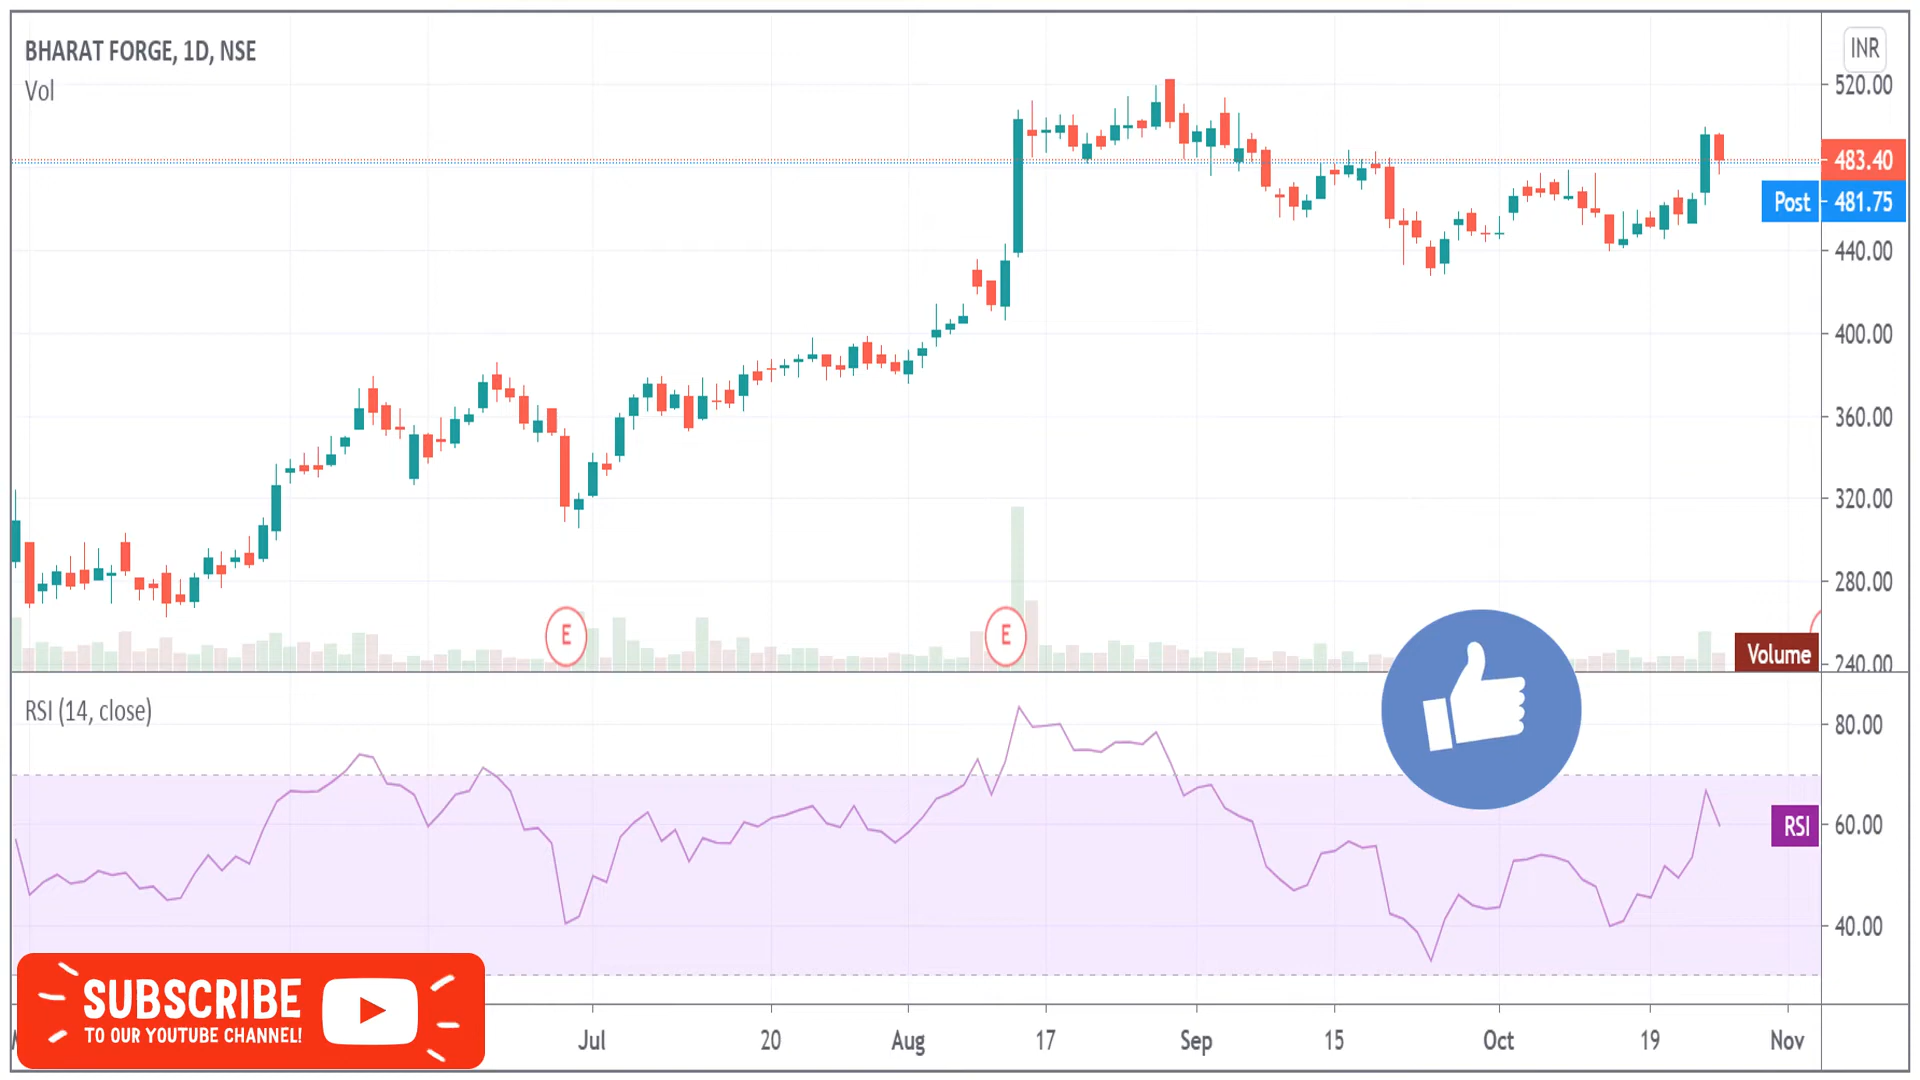 BHARAT FORGE, 1D, NSE
Vol
INR
520.00
483.40
Post 481.75
440.00
400.00
360.00
320.00
280.00
E
E
Volume
240.00
RSI (14, close)
80.00
RSI
60.00
40.00
SUBSCRIBE
TO OUR YOUTUBE CHANNEL!
Jul 20 Aug 17 Sep 15 Oct 19 Nov